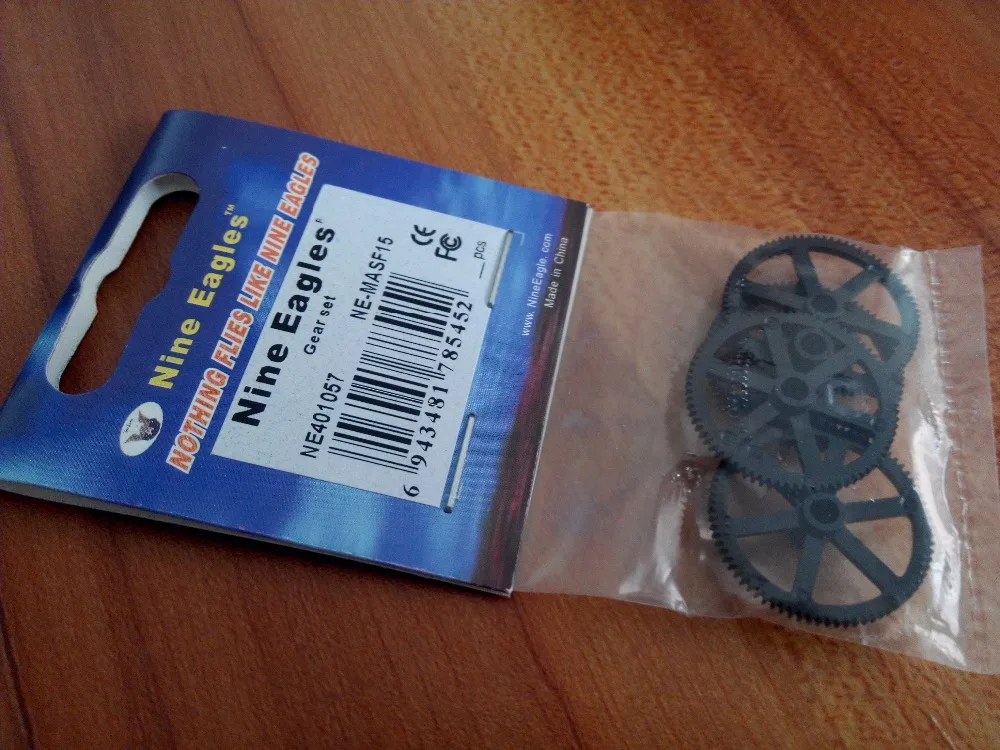 Nine Eagles™
NOTHING FLIES LIKE NINE EAGLES
Nine Eagles
Gear set
NE401057 NE-MASF15
6 943481 785452
CE FC
__pcs
www.NineEagle.com
Made in China